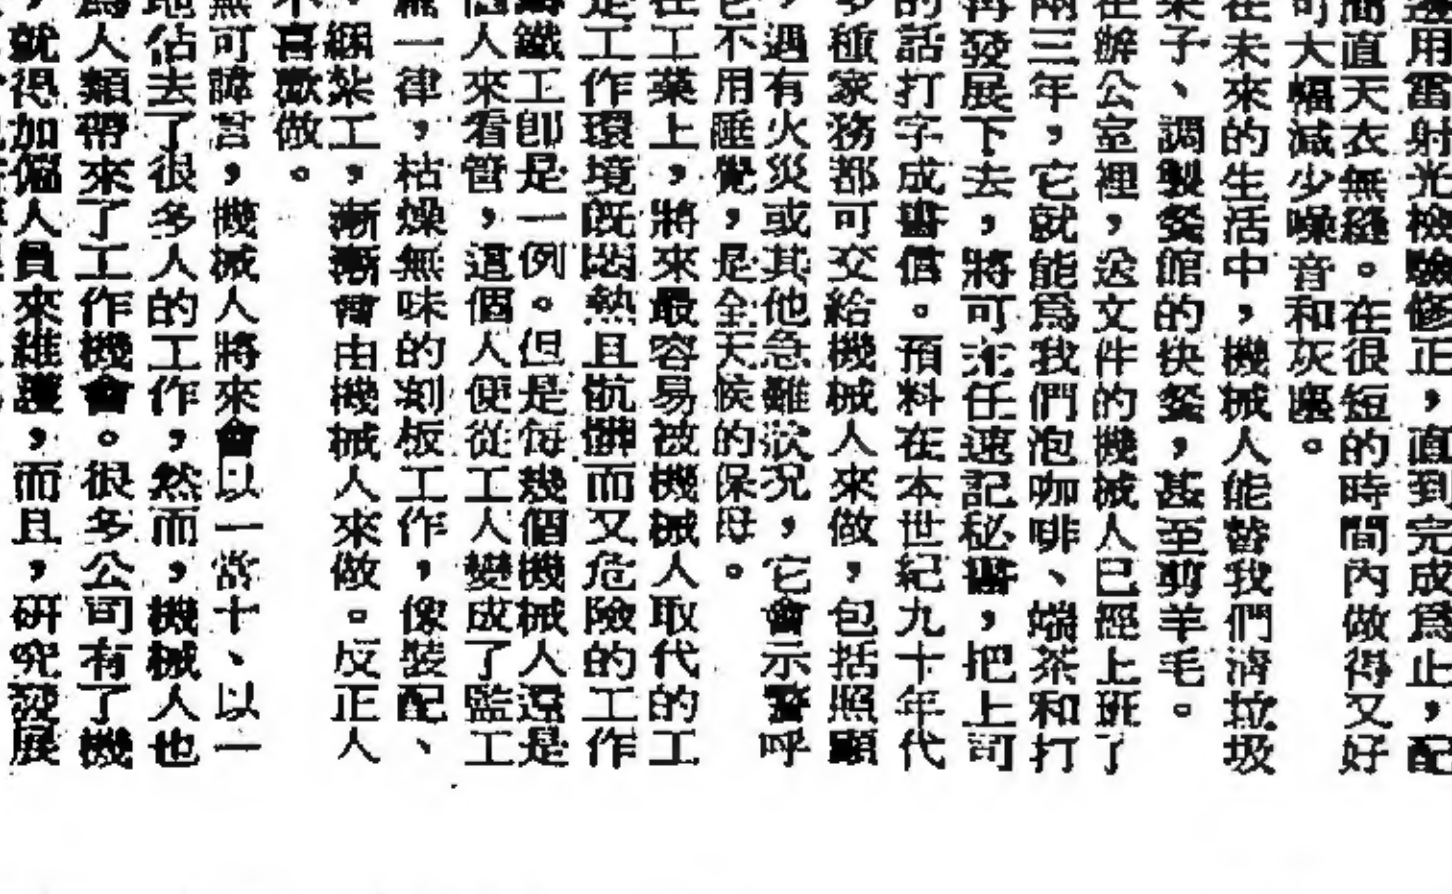 用雷射光檢驗修正，直到完成為止，配
簡直天衣無縫。在很短的時間內做得又好
可大幅減少噪音和灰塵。
在未來的生活中，機械人能替我們清垃圾
菜子、調製餐館的快餐，甚至剪羊毛。
在辦公室裡，送文件的機械人已經上班了
兩三年，它就能為我們泡咖啡、端茶和打
再發展下去，將可充任速記秘書，把上司
的話打字成書信。預料在本世紀九十年代
多種家務都可交給機械人來做，包括照顧
，遇有火災或其他急難狀況，它會示警呼
它不用睡覺，是全天候的保母。
在工業上，將來最容易被機械人取代的工
是工作環境既悶熱且骯髒而又危險的工作
鐵工即是一例。但是每幾個機械人還是
個人來看管，這個人便從工人變成了監工
為一律，枯燥無味的刻板工作，像裝配、
、綑紮工，漸漸會由機械人來做。反正人
不喜歡做。
無可諱言，機械人將來會以一當十、以一
地佔去了很多人的工作，然而，機械人也
為人類帶來了工作機會。很多公司有了機
，就得加僱人員來維護，而且，研究發展